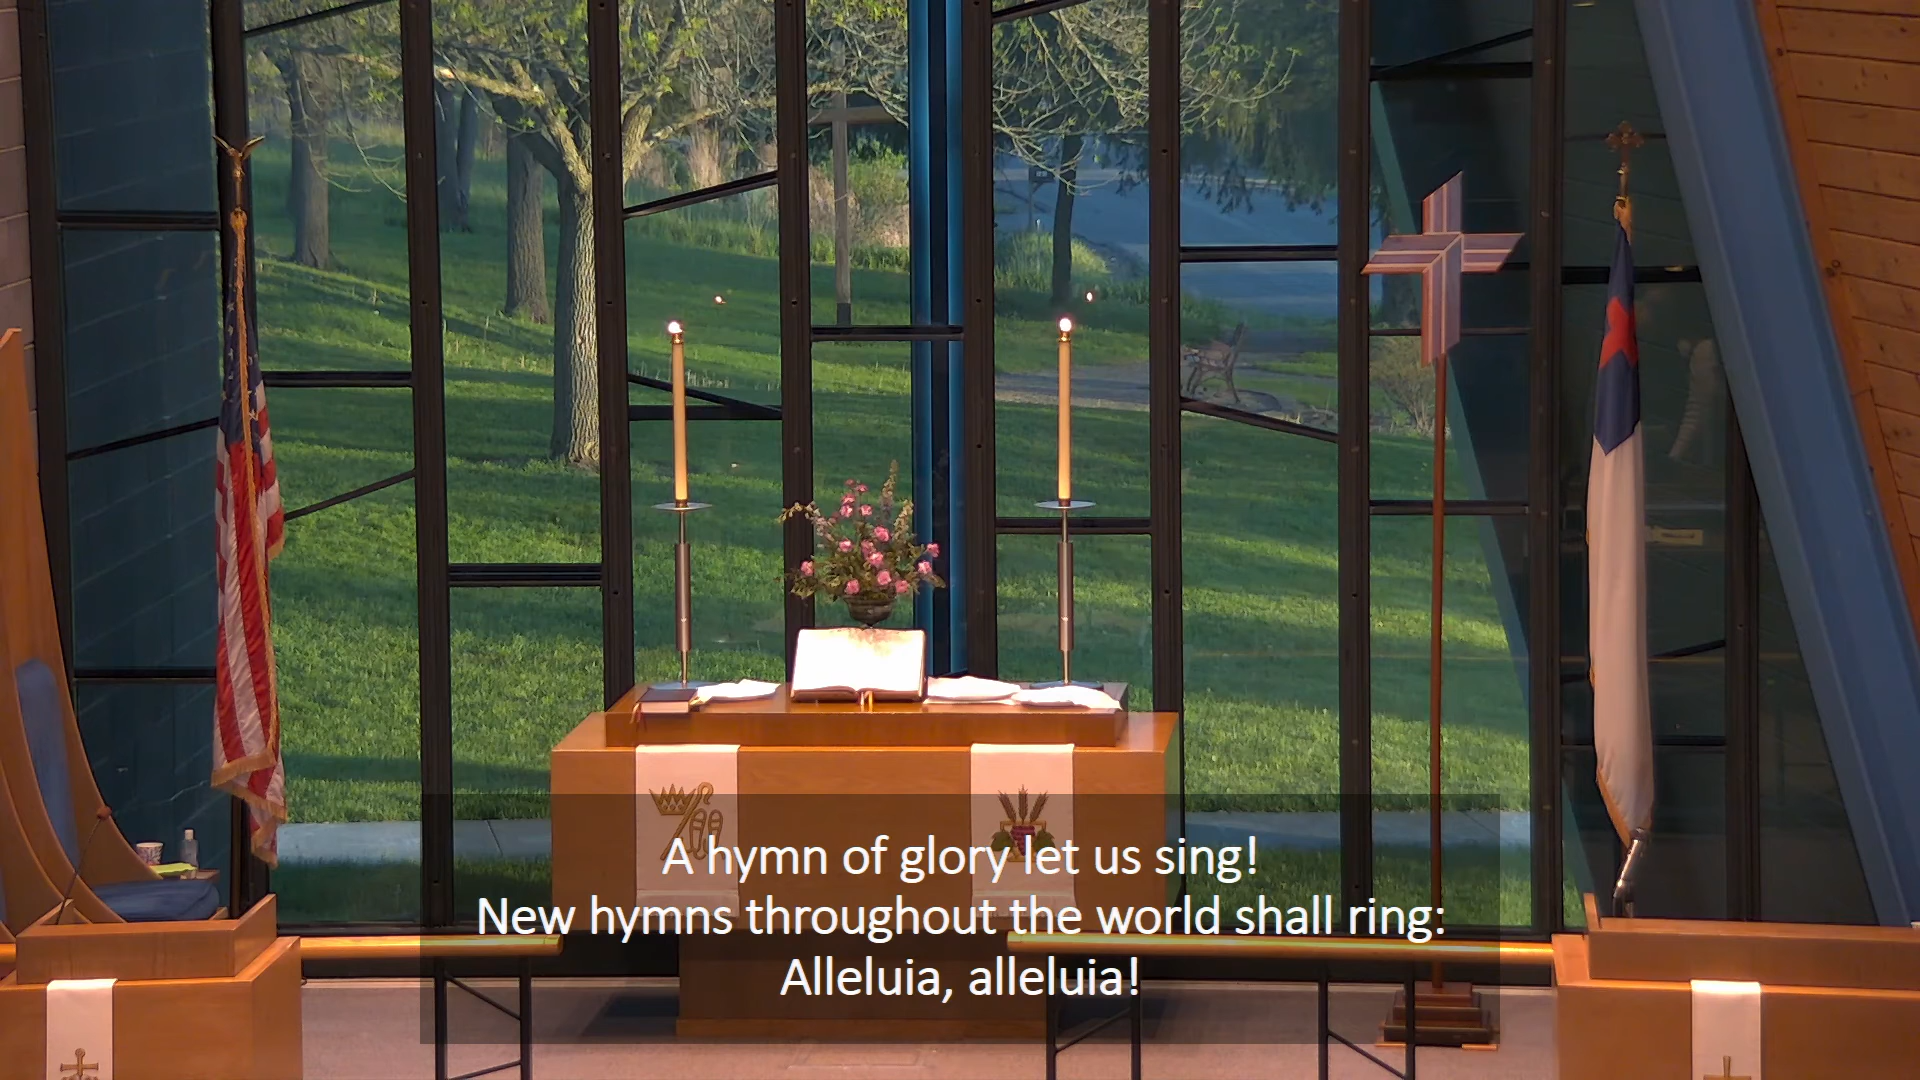 A hymn of glory let us sing!
New hymns throughout the world shall ring:
Alleluia, alleluia!